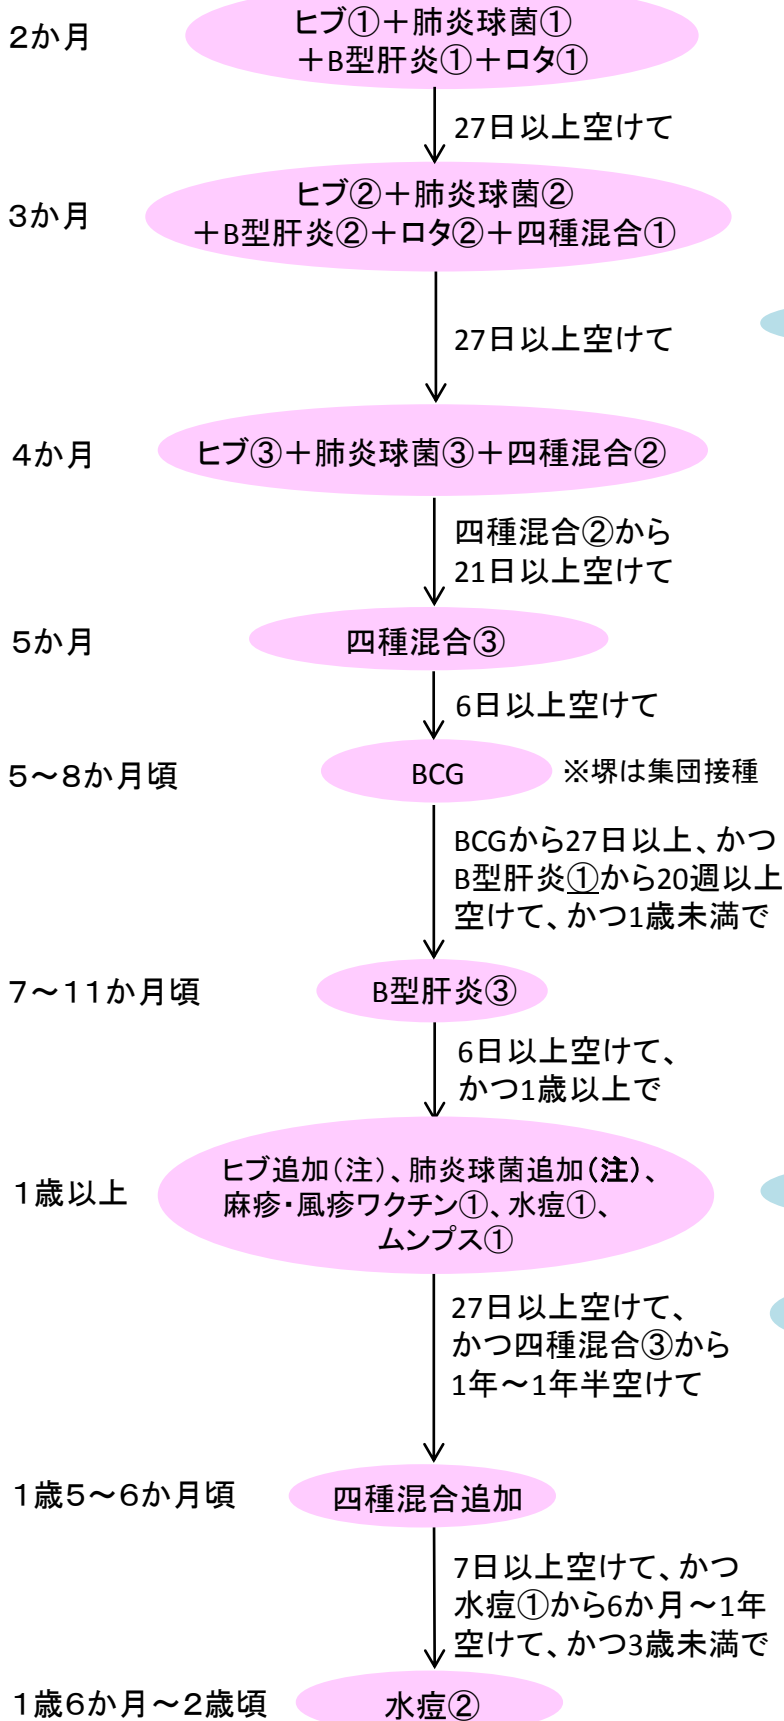 2か月
ヒブ①＋肺炎球菌①
＋B型肝炎①＋ロタ①
27日以上空けて
3か月
ヒブ②＋肺炎球菌②
＋B型肝炎②＋ロタ②＋四種混合①
27日以上空けて
4か月
ヒブ③＋肺炎球菌③＋四種混合②
四種混合②から
21日以上空けて
5か月
四種混合③
6日以上空けて
5～8か月頃
BCG
※堺は集団接種
BCGから27日以上、かつ
B型肝炎①から20週以上
空けて、かつ1歳未満で
7～11か月頃
B型肝炎③
6日以上空けて、
かつ1歳以上で
1歳以上
ヒブ追加（注）、肺炎球菌追加（注）、
麻疹・風疹ワクチン①、水痘①、
ムンプス①
27日以上空けて、
かつ四種混合③から
1年～1年半空けて
1歳5～6か月頃
四種混合追加
7日以上空けて、かつ
水痘①から6か月～1年
空けて、かつ3歳未満で
1歳6か月～2歳頃
水痘②